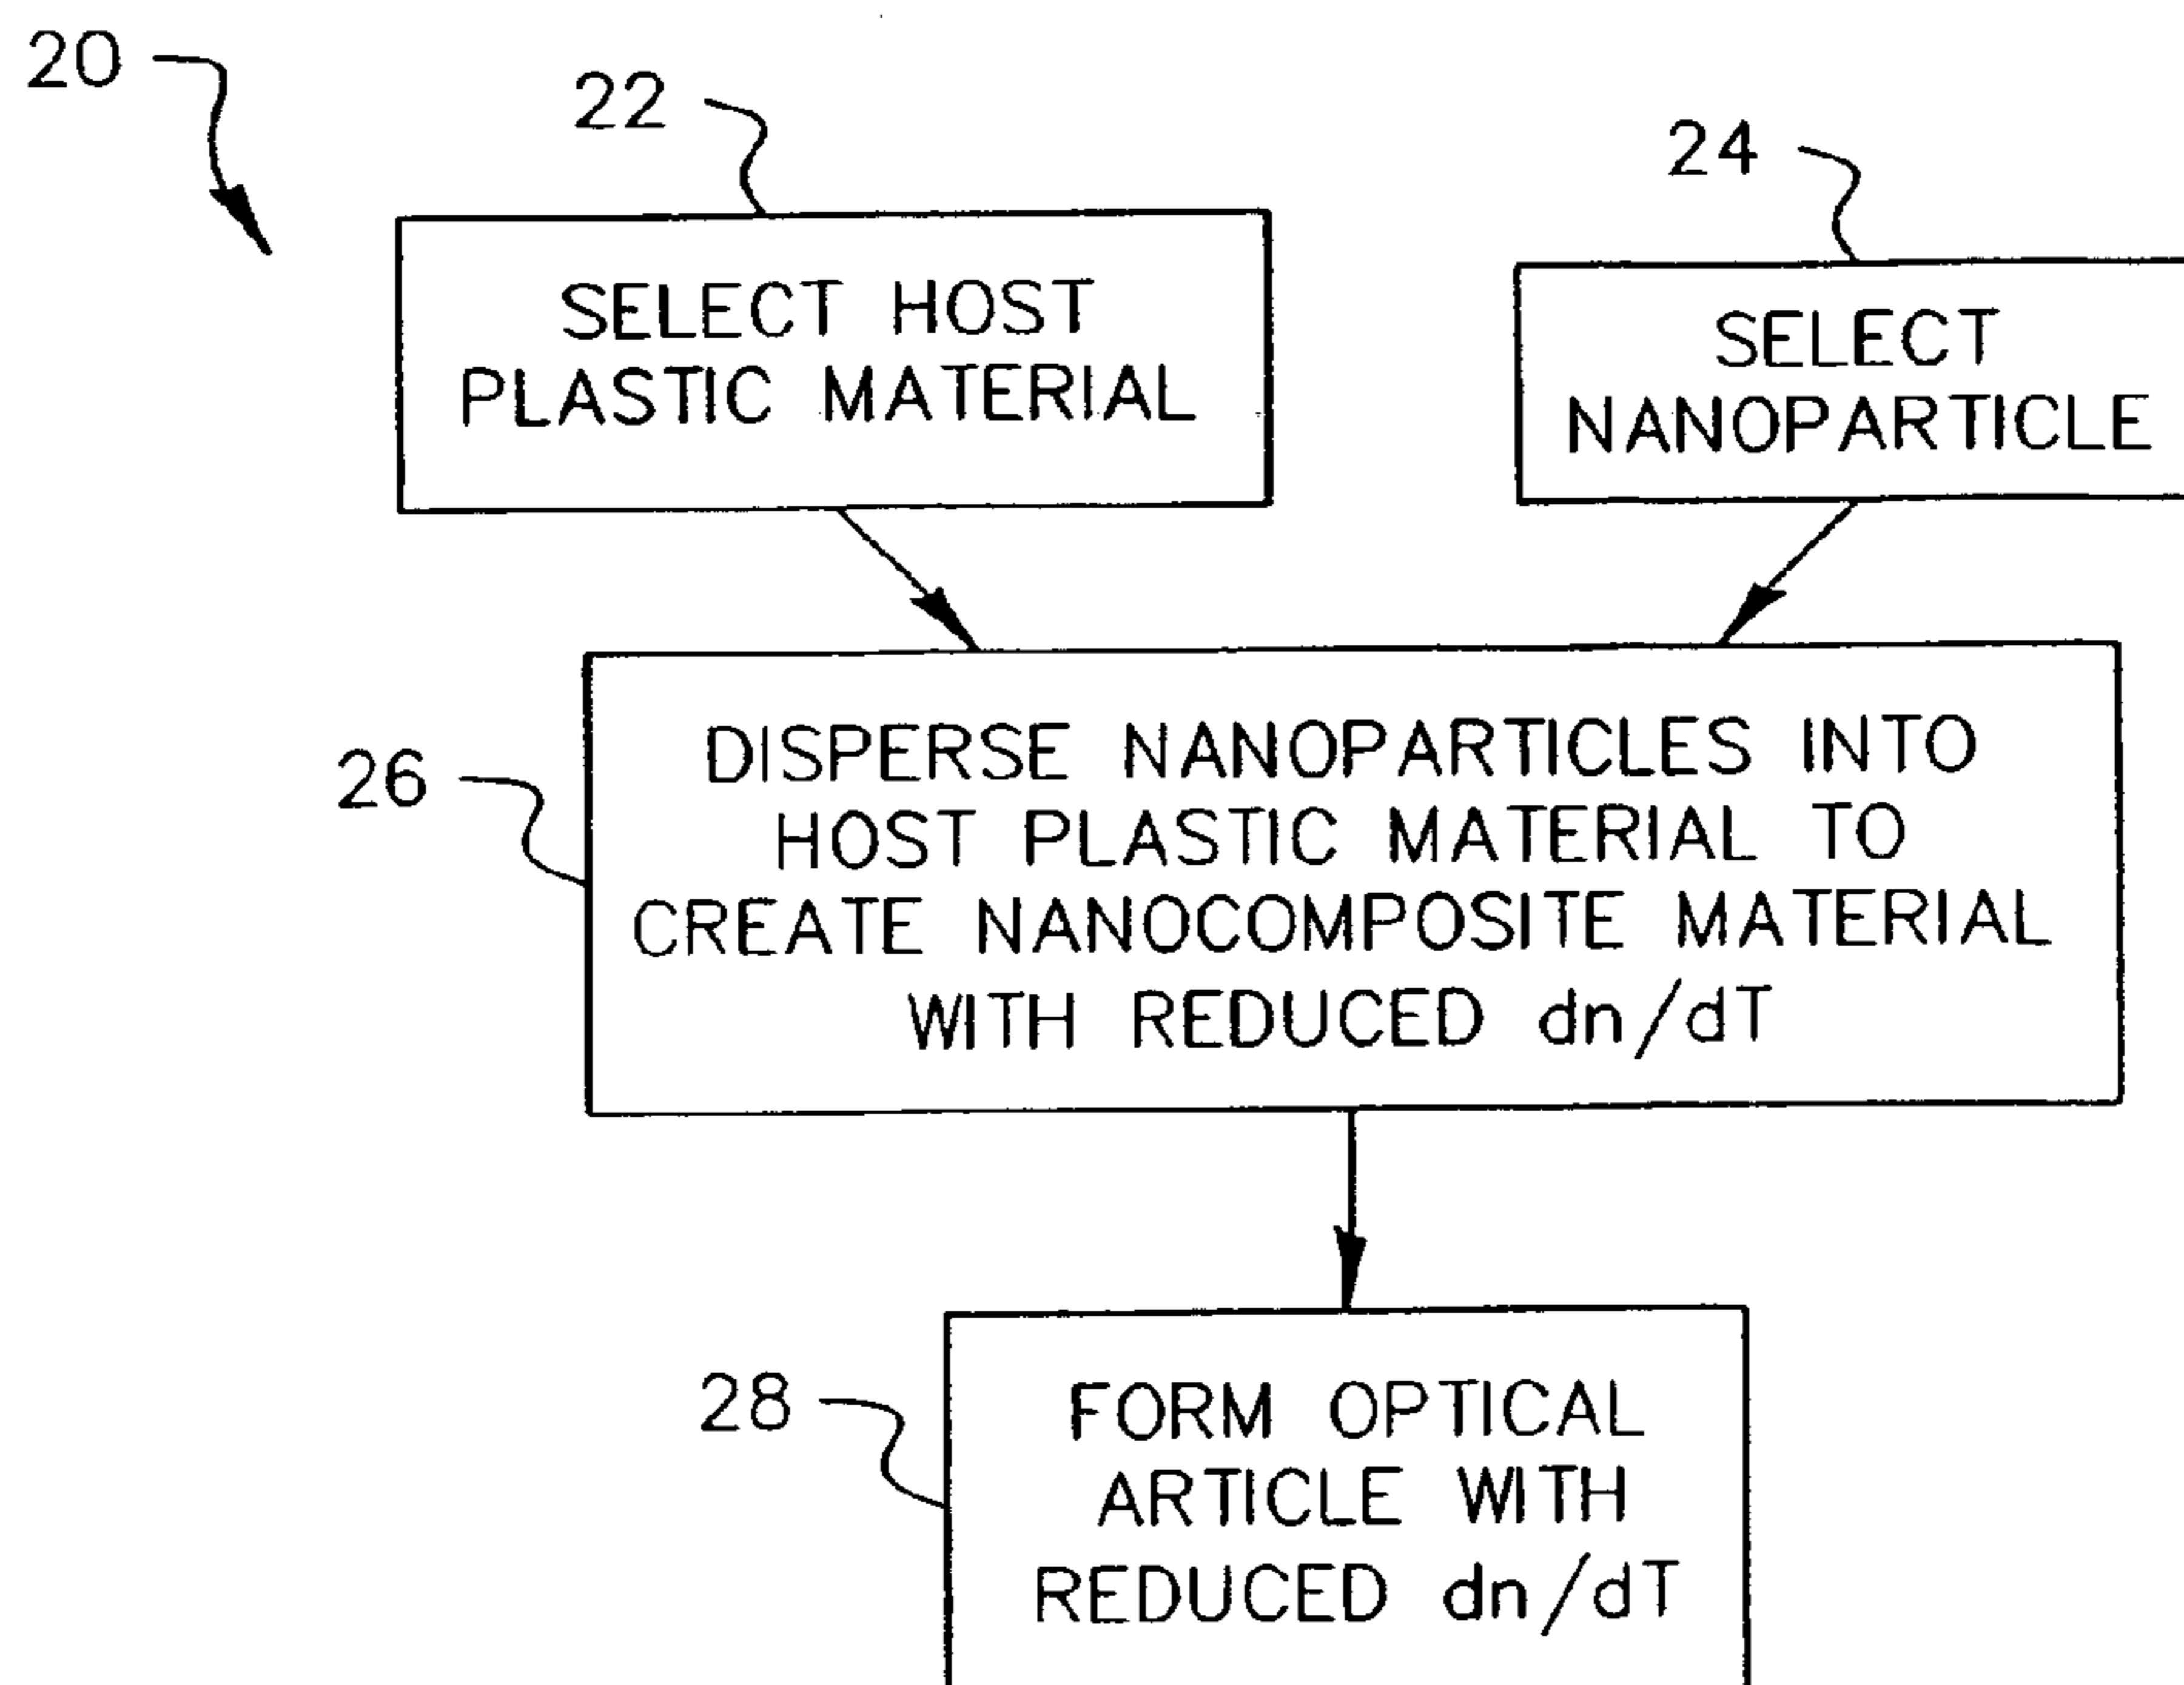 20
22
SELECT HOST
PLASTIC MATERIAL
24
SELECT
NANOPARTICLE
26
DISPERSE NANOPARTICLES INTO
HOST PLASTIC MATERIAL TO
CREATE NANOCOMPOSITE MATERIAL
WITH REDUCED dn/dT
28
FORM OPTICAL
ARTICLE WITH
REDUCED dn/dT